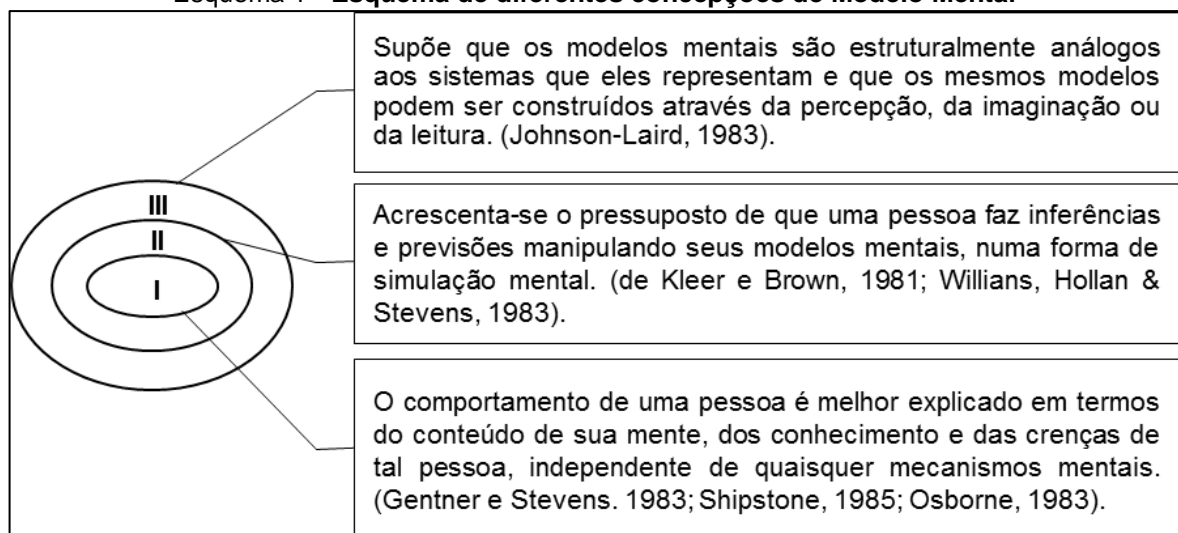 Esquema 1 - Esquema de diferentes concepções de Modelo Mental
Supõe que os modelos mentais são estruturalmente análogos
aos sistemas que eles representam e que os mesmos modelos
podem ser construídos através da percepção, da imaginação ou
da leitura. (Johnson-Laird, 1983).
III
II
I
Acrescenta-se o pressuposto de que uma pessoa faz inferências
e previsões manipulando seus modelos mentais, numa forma de
simulação mental. (de Kleer e Brown, 1981; Willians, Hollan &
Stevens, 1983).
O comportamento de uma pessoa é melhor explicado em termos
do conteúdo de sua mente, dos conhecimento e das crenças de
tal pessoa, independente de quaisquer mecanismos mentais.
(Gentner e Stevens. 1983; Shipstone, 1985; Osborne, 1983).